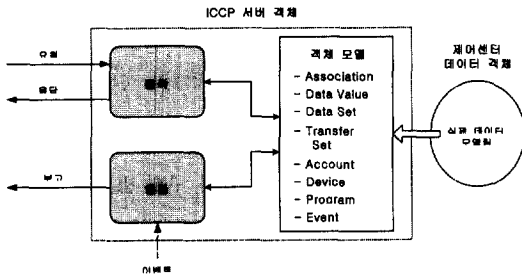 ICCP 서버 객체
요청
응답
보고
이벤트
객체 모델
- Association
- Data Value
- Data Set
- Transfer
Set
- Account
- Device
- Program
- Event
제어센터
데이터 객체
실제 데이터
모델링